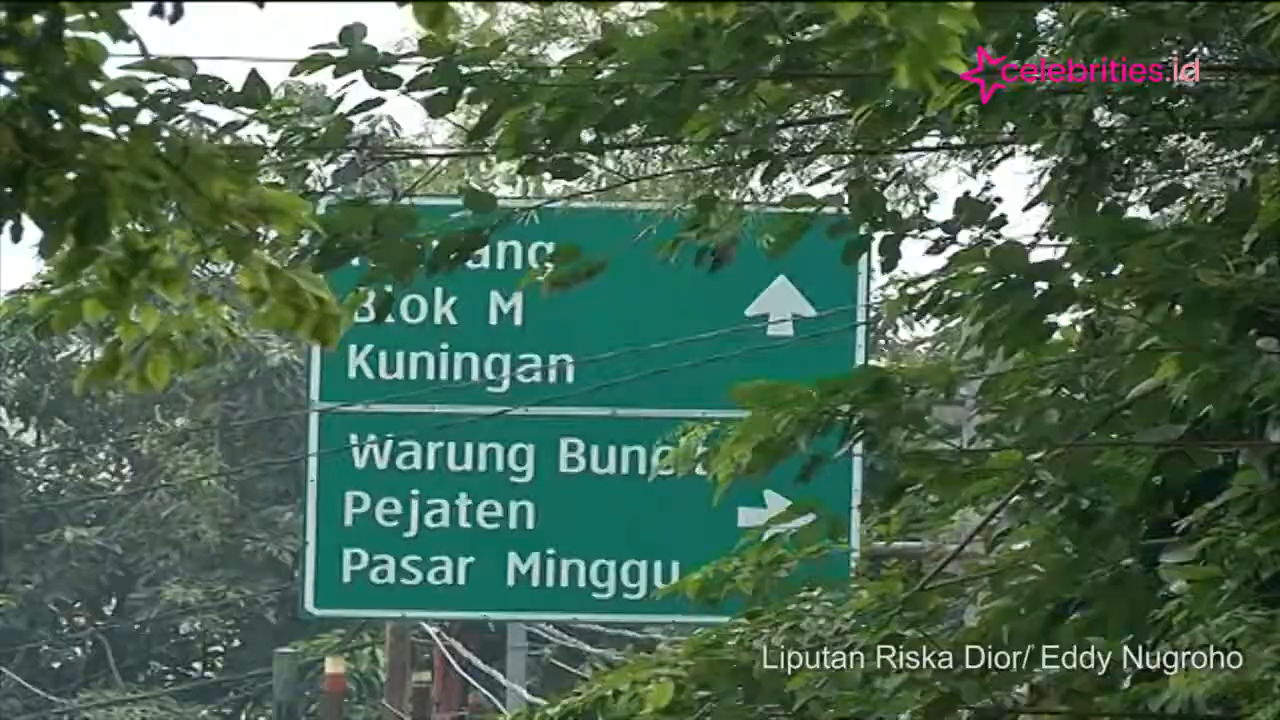 celebrities.id
Blok M
Kuningan
Warung
Pejaten
Pasar Minggu
Liputan Riska Dior/ Eddy Nugroho